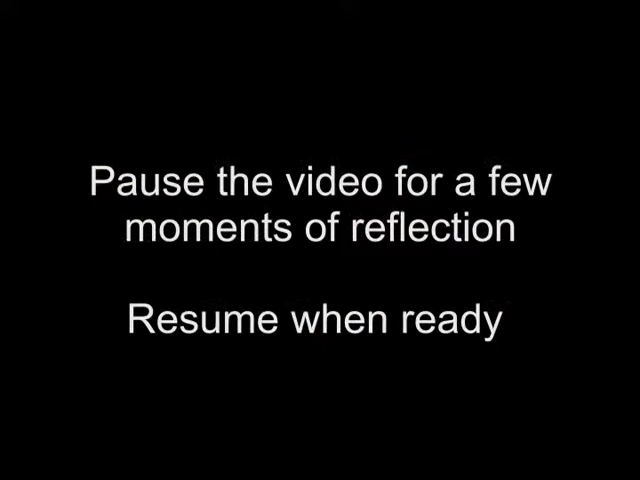 Pause the video for a few
moments of reflection
Resume when ready